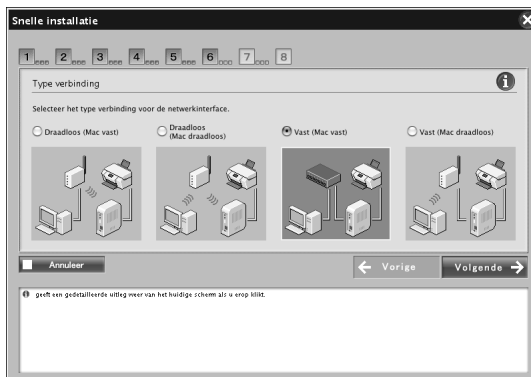 Snelle installatie
1 2 3 4 5 6 7 8
Type verbinding
Selecteer het type verbinding voor de netwerkinterface.
Draadloos (Mac vast)
Draadloos
(Mac draadloos)
Vast (Mac vast)
Vast (Mac draadloos)
Annuleer
Vorige
Volgende
geeft een gedetailleerde uitleg weer van het huidige scherm als u erop klikt.